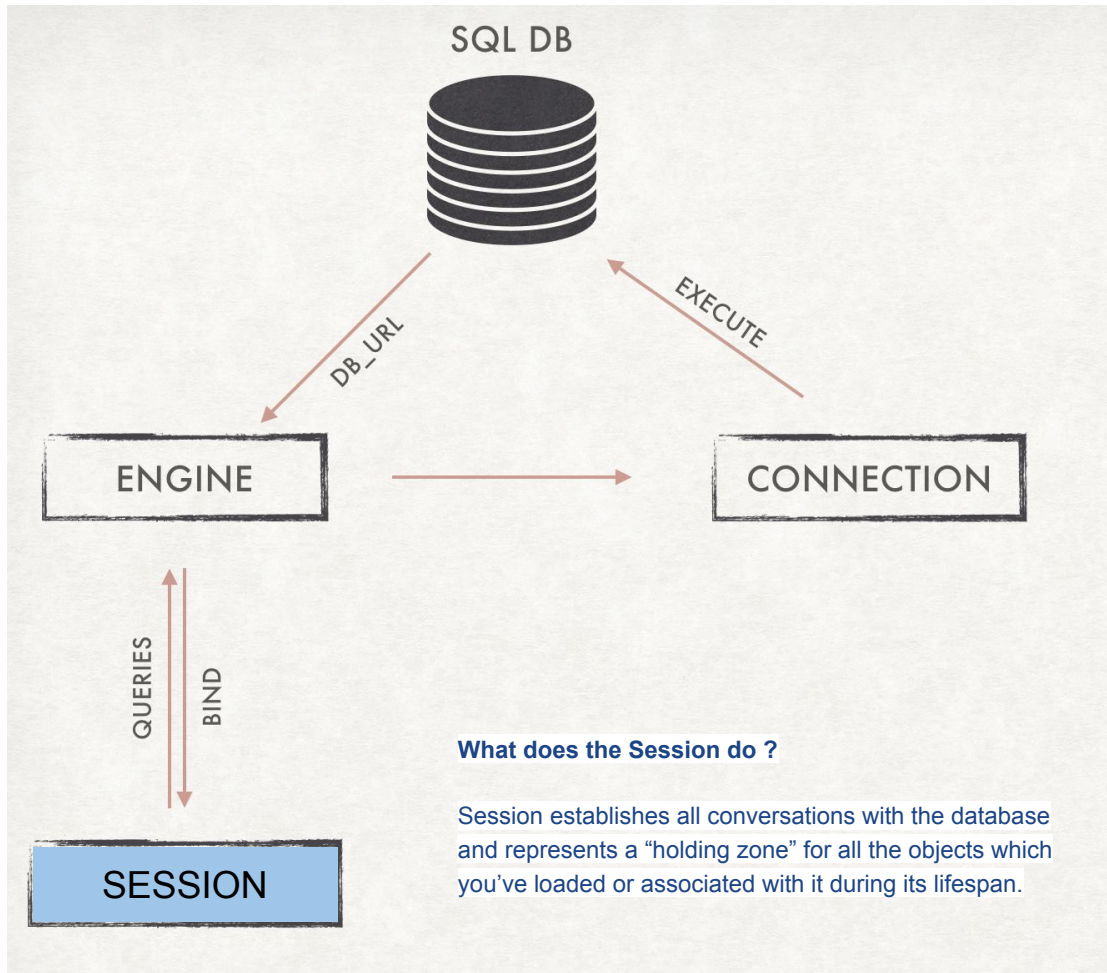 SQL DB
EXECUTE
DB_URL
ENGINE
CONNECTION
QUERIES
BIND
What does the Session do ?
Session establishes all conversations with the database
and represents a “holding zone” for all the objects which
you’ve loaded or associated with it during its lifespan.
SESSION